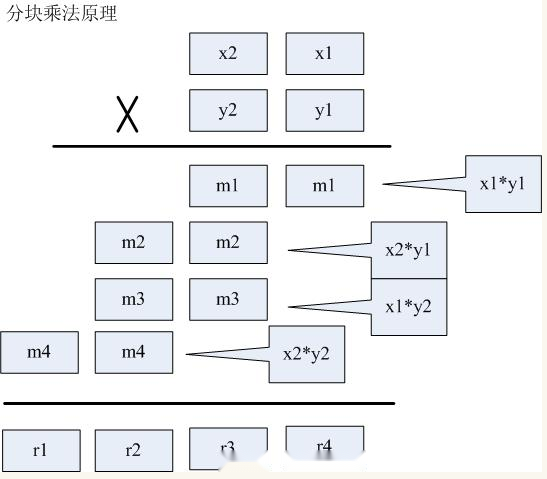 分块乘法原理
x2 x1
X y2 y1
m1 m1 x1*y1
m2 m2 x2*y1
m3 m3 x1*y2
m4 m4 x2*y2
r1 r2 r3 r4